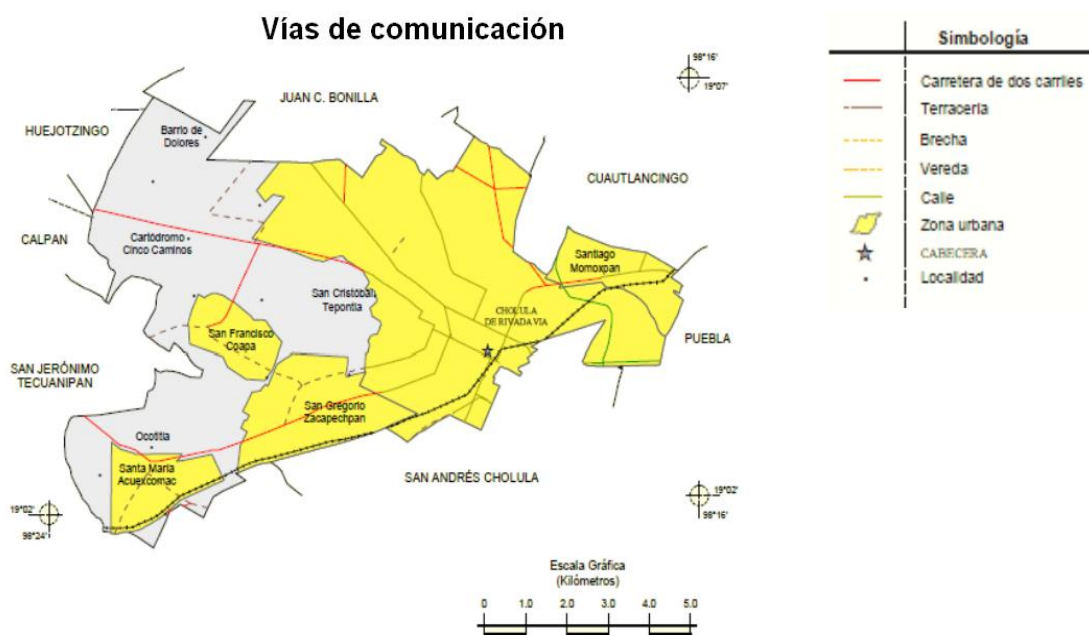 Vías de comunicación
98°16'
19°07'
JUAN C. BONILLA
HUEJOTZINGO
Barrio de
Dolores
CUAUTLANCINGO
CALPAN
Cartódromo
Cinco Caminos
Santiago
Momoxpan
San Cristóbal
Tepontla
CHOLULA
DE RIVADAVIA
San Francisco
Coapa
PUEBLA
SAN JERÓNIMO
TECUANIPAN
San Gregorio
Zacapechpan
Ocotitla
Santa María
Acuexcomac
SAN ANDRÉS CHOLULA
19°02'
98°24'
19°02'
98°16'
Escala Gráfica
(Kilómetros)
0 1.0 2.0 3.0 4.0 5.0
Simbología
Carretera de dos carriles
Terracería
Brecha
Vereda
Calle
Zona urbana
CABECERA
Localidad